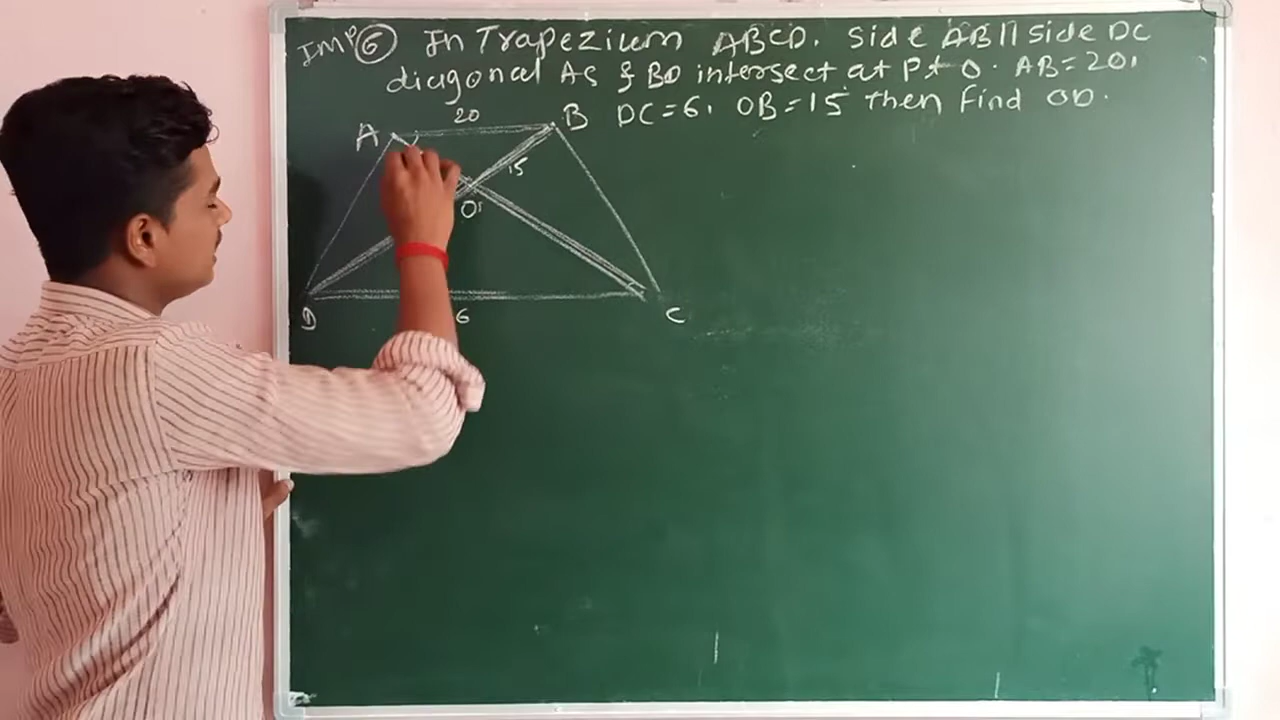 IMP ⑥ In Trapezium ABCD. Side AB || side DC
diagonal AC & BD intersect at Pt O. AB = 20,
DC = 6, OB = 15 then Find OD.
20
A
B
15
O
D
6
C